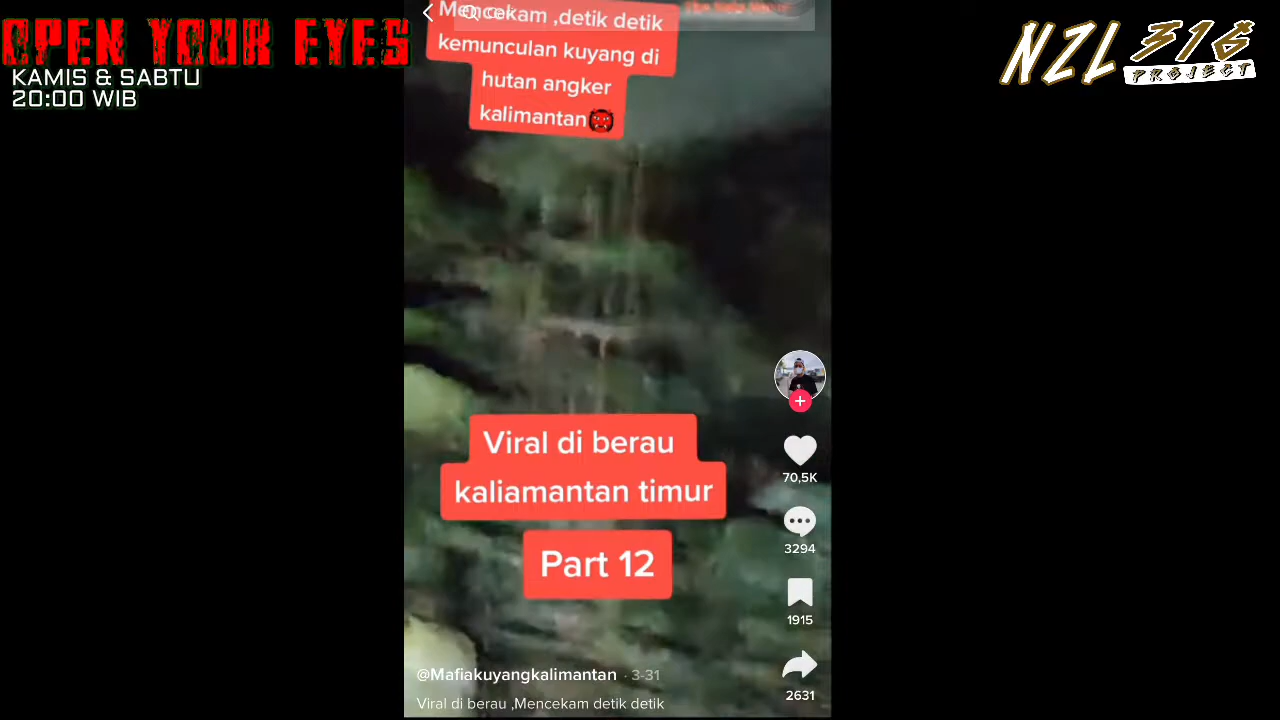 OPEN YOUR EYES
KAMIS & SABTU
20:00 WIB
NZL 316
PROJECT
Mencekam ,detik detik
kemunculan kuyang di
hutan angker
kalimantan👹
Viral di berau
kaliamantan timur
Part 12
70,5K
3294
1915
2631
@Mafiakuyangkalimantan · 3-31
Viral di berau ,Mencekam detik detik